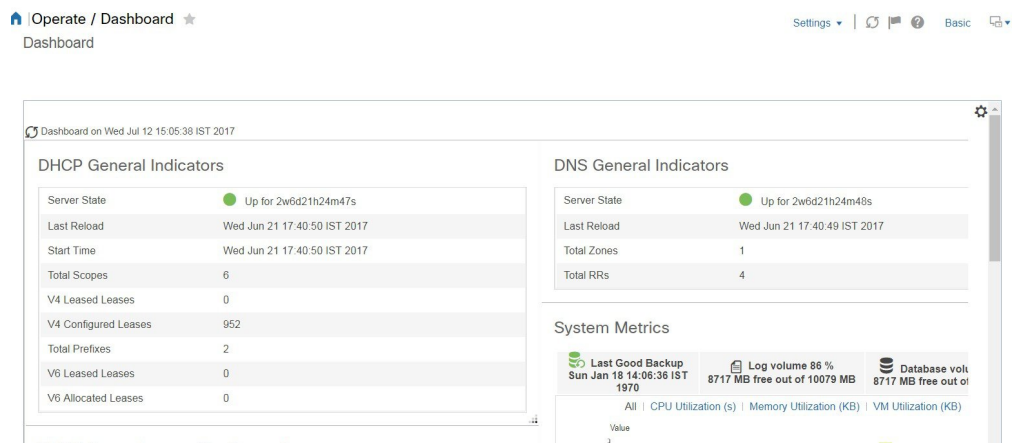 Operate / Dashboard
Settings
Basic
Dashboard
Dashboard on Wed Jul 12 15:05:38 IST 2017
DHCP General Indicators
Server State Up for 2w6d21h24m47s
Last Reload Wed Jun 21 17:40:50 IST 2017
Start Time Wed Jun 21 17:40:50 IST 2017
Total Scopes 6
V4 Leased Leases 0
V4 Configured Leases 952
Total Prefixes 2
V6 Leased Leases 0
V6 Allocated Leases 0
DNS General Indicators
Server State Up for 2w6d21h24m48s
Last Reload Wed Jun 21 17:40:49 IST 2017
Total Zones 1
Total RRs 4
System Metrics
Last Good Backup
Sun Jan 18 14:06:36 IST
1970
Log volume 86 %
8717 MB free out of 10079 MB
Database volu
8717 MB free out of
All | CPU Utilization (s) | Memory Utilization (KB) | VM Utilization (KB)
Value